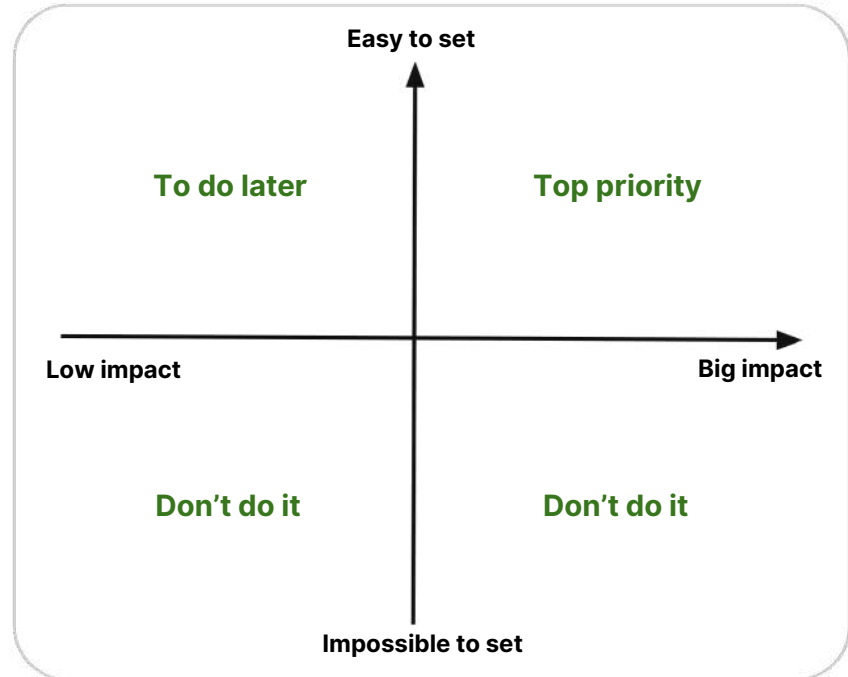 Easy to set
To do later
Top priority
Low impact
Big impact
Don’t do it
Don’t do it
Impossible to set